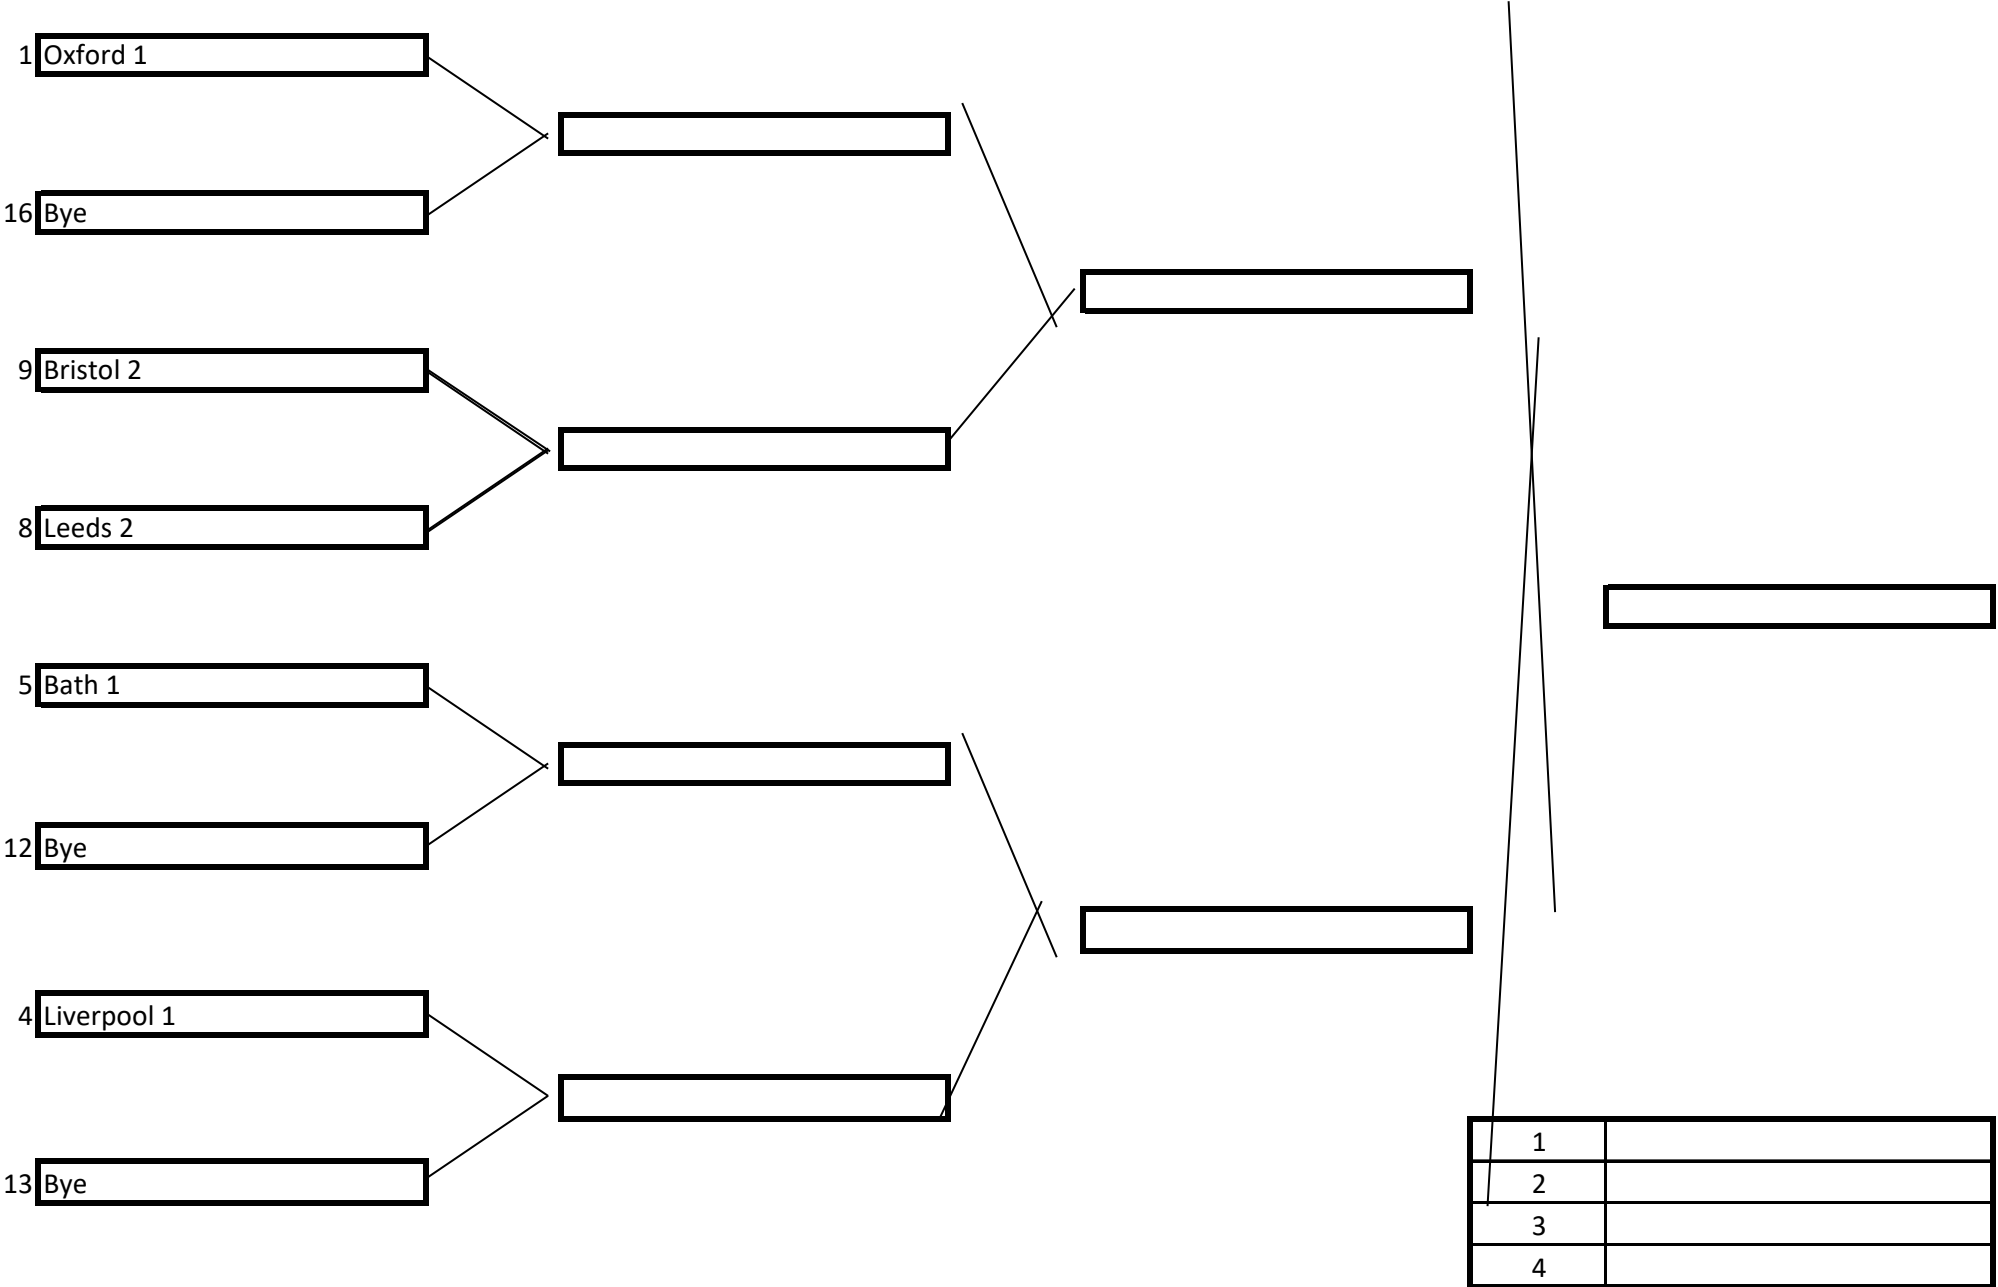 1 Oxford 1
16 Bye
9 Bristol 2
8 Leeds 2
5 Bath 1
12 Bye
4 Liverpool 1
13 Bye
1
2
3
4